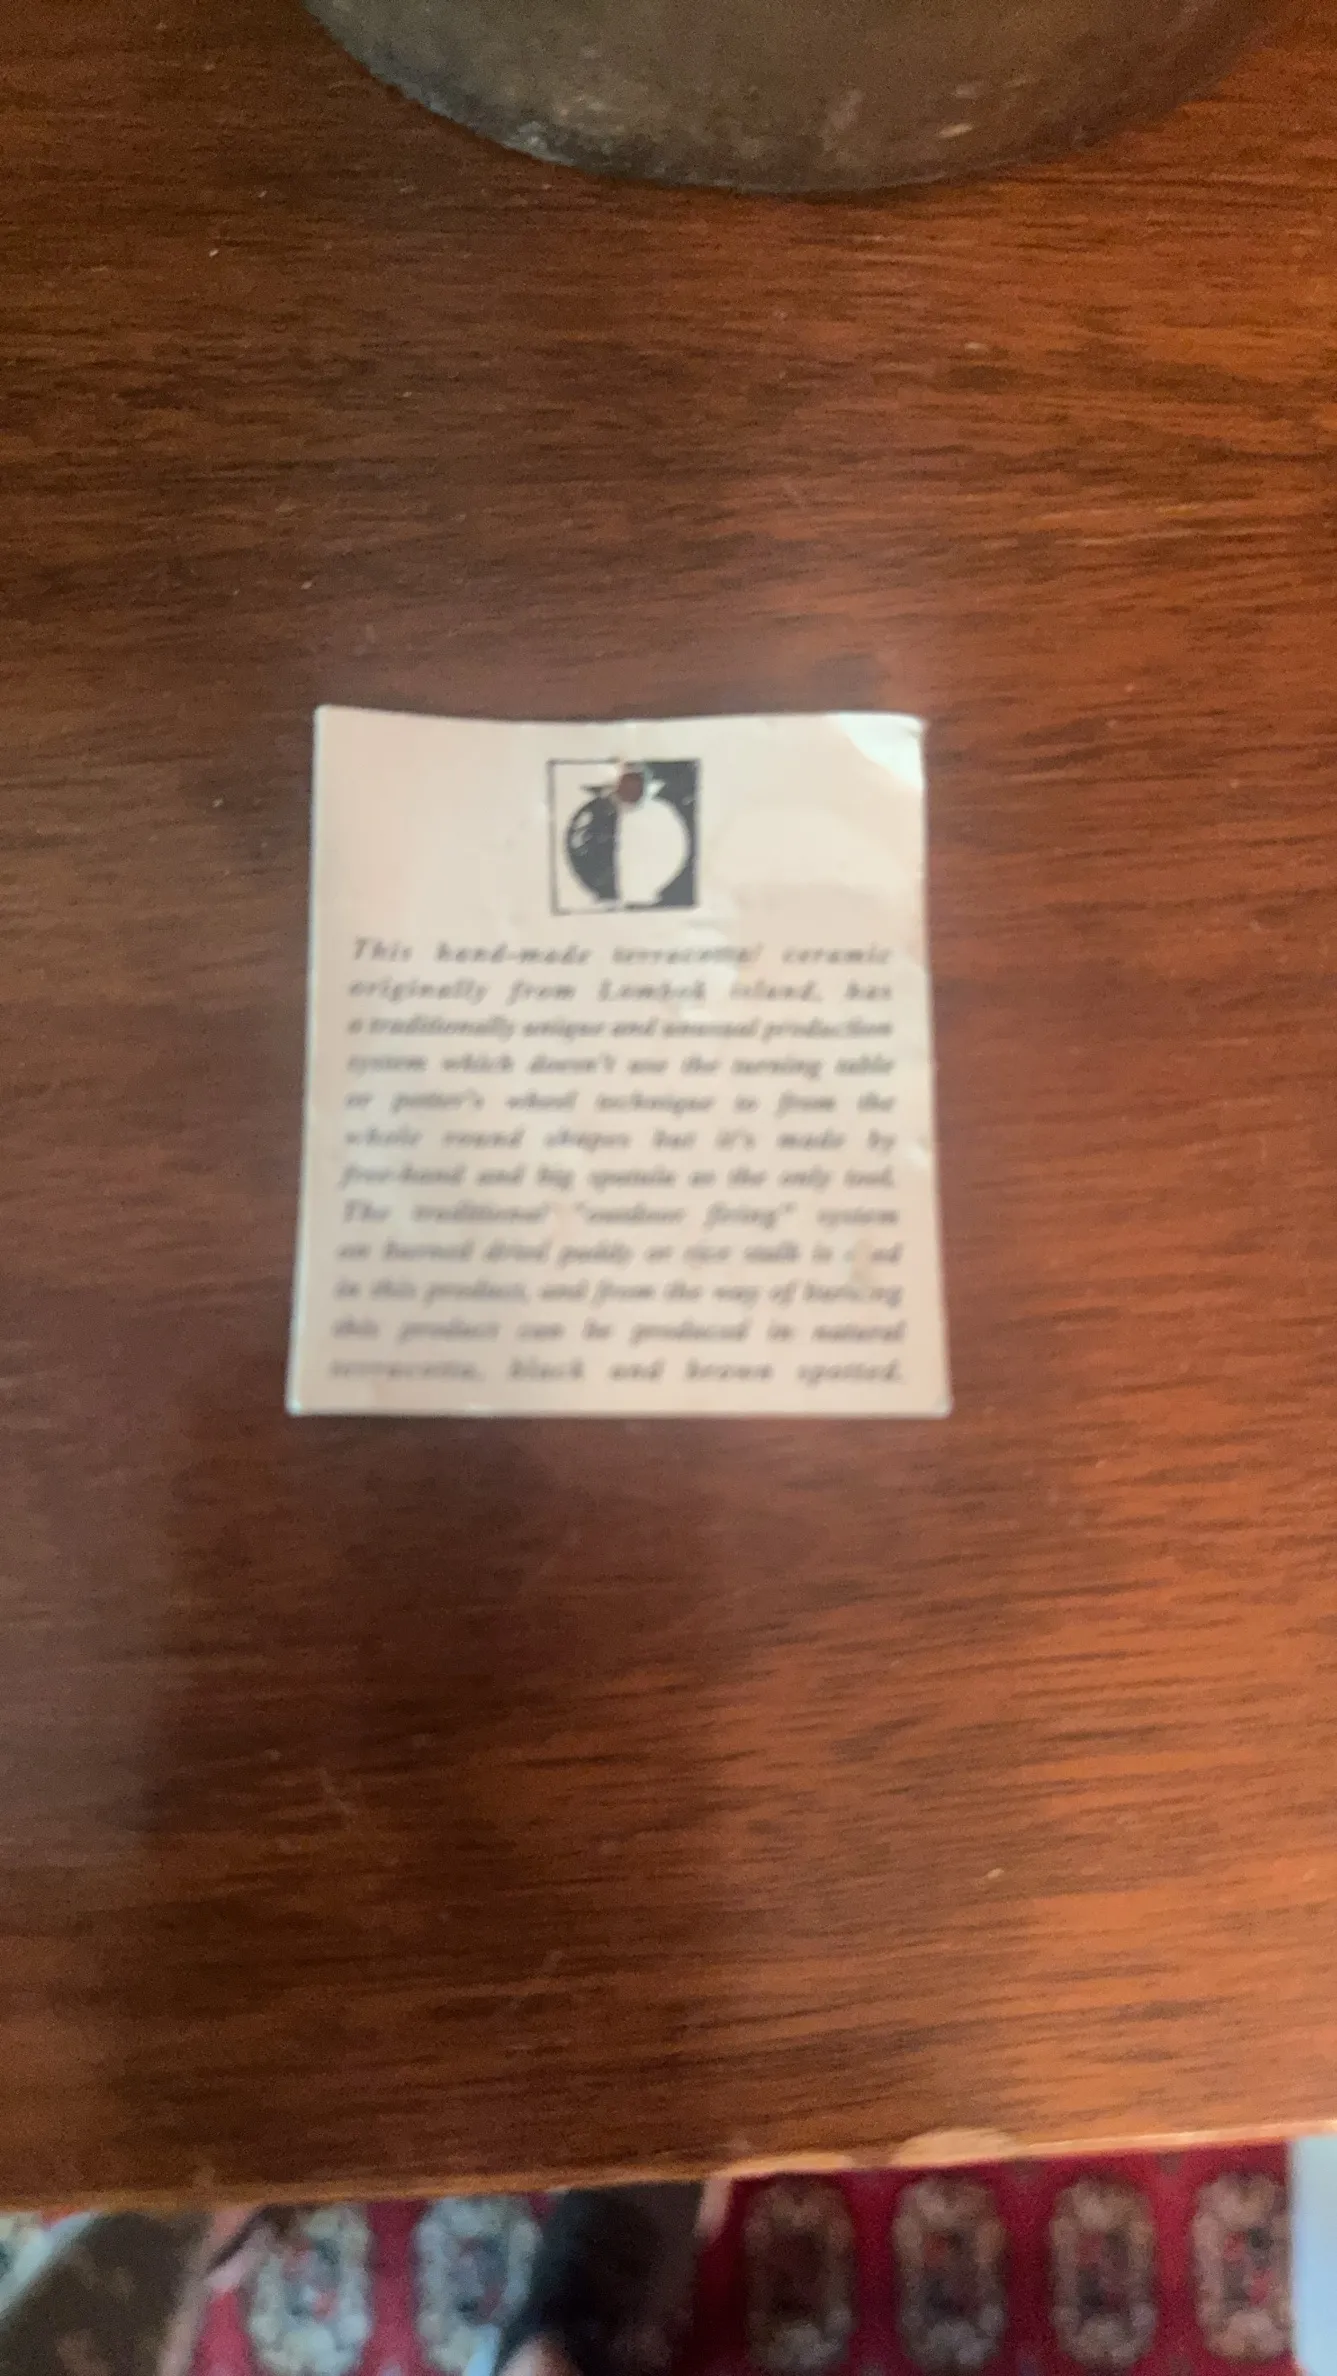 This hand-made terracotta/ ceramic
originally from Lombok island, has
a traditionally unique and unusual production
system which doesn't use the turning table
or potter's wheel technique to from the
whole round shapes but it's made by
free-hand and big spatula as the only tool.
The traditional "outdoor firing" system
on burned dried paddy or rice stalk is
in this product, and from the way of burning
this product can be produced in natural
terracotta, black and brown spotted.